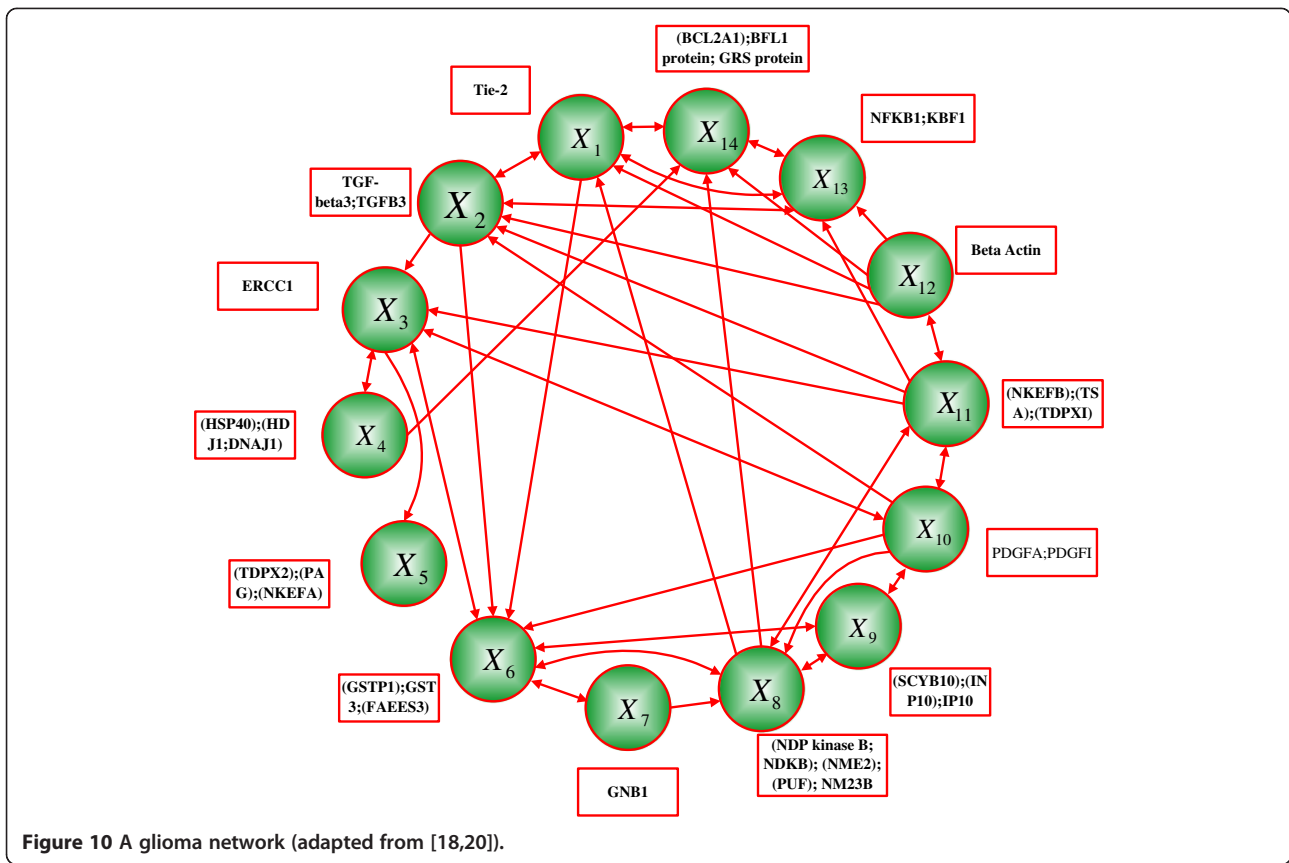 (BCL2A1);BFL1
protein; GRS protein
Tie-2
NFKB1;KBF1
X14
X1
X13
TGF-
beta3;TGFB3
X2
Beta Actin
X12
ERCC1
X3
(NKEFB);(TS
A);(TDPXI)
X11
(HSP40);(HD
J1;DNAJ1)
X4
X10
PDGFA;PDGFI
(TDPX2);(PA
G);(NKEFA)
X5
X9
X6
(SCYB10);(IN
P10);IP10
(GSTP1);GST
3;(FAEES3)
X7
X8
(NDP kinase B;
NDKB); (NME2);
(PUF); NM23B
GNB1
Figure 10 A glioma network (adapted from [18,20]).